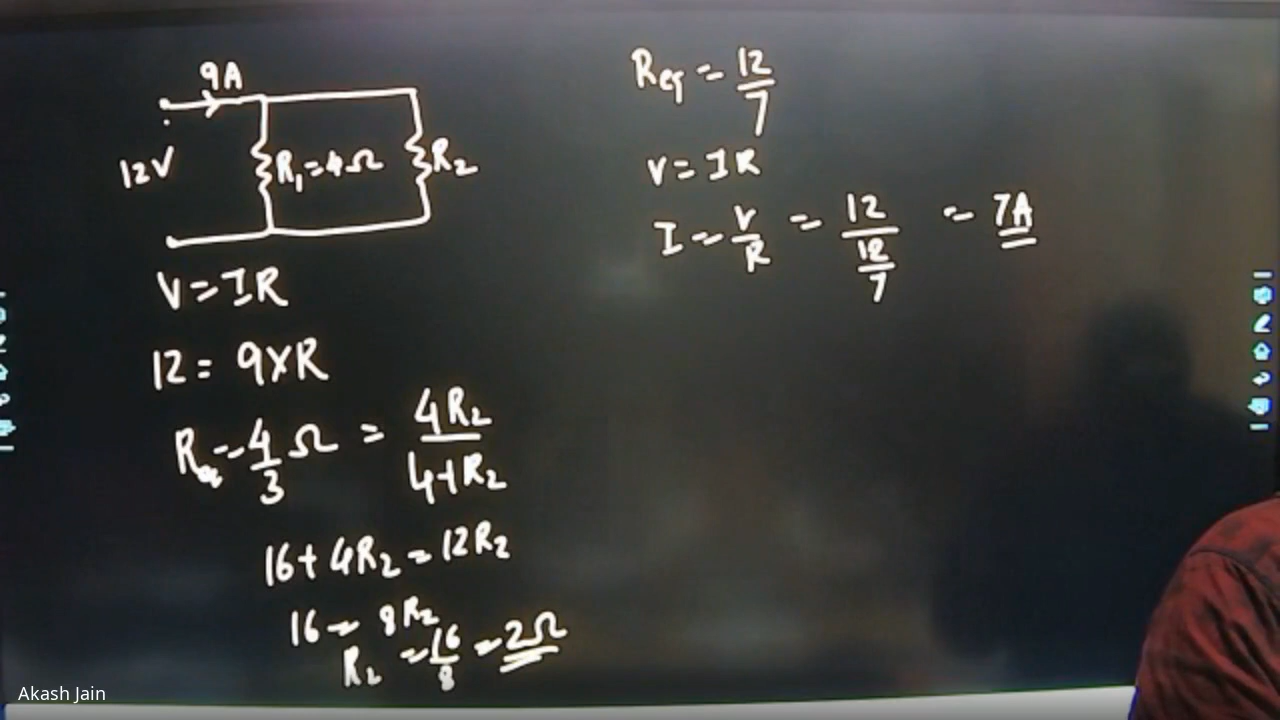 9A
12V
R₁=4Ω
R₂
V=IR
12= 9XR
R = 4/3 Ω = 4R₂/4+R₂
16+4R₂=12R₂
16= 8R₂
R₂ = 16/8 = 2Ω
Req = 12/7
V=IR
I = V/R = 12/12/7 = 7A
Akash Jain